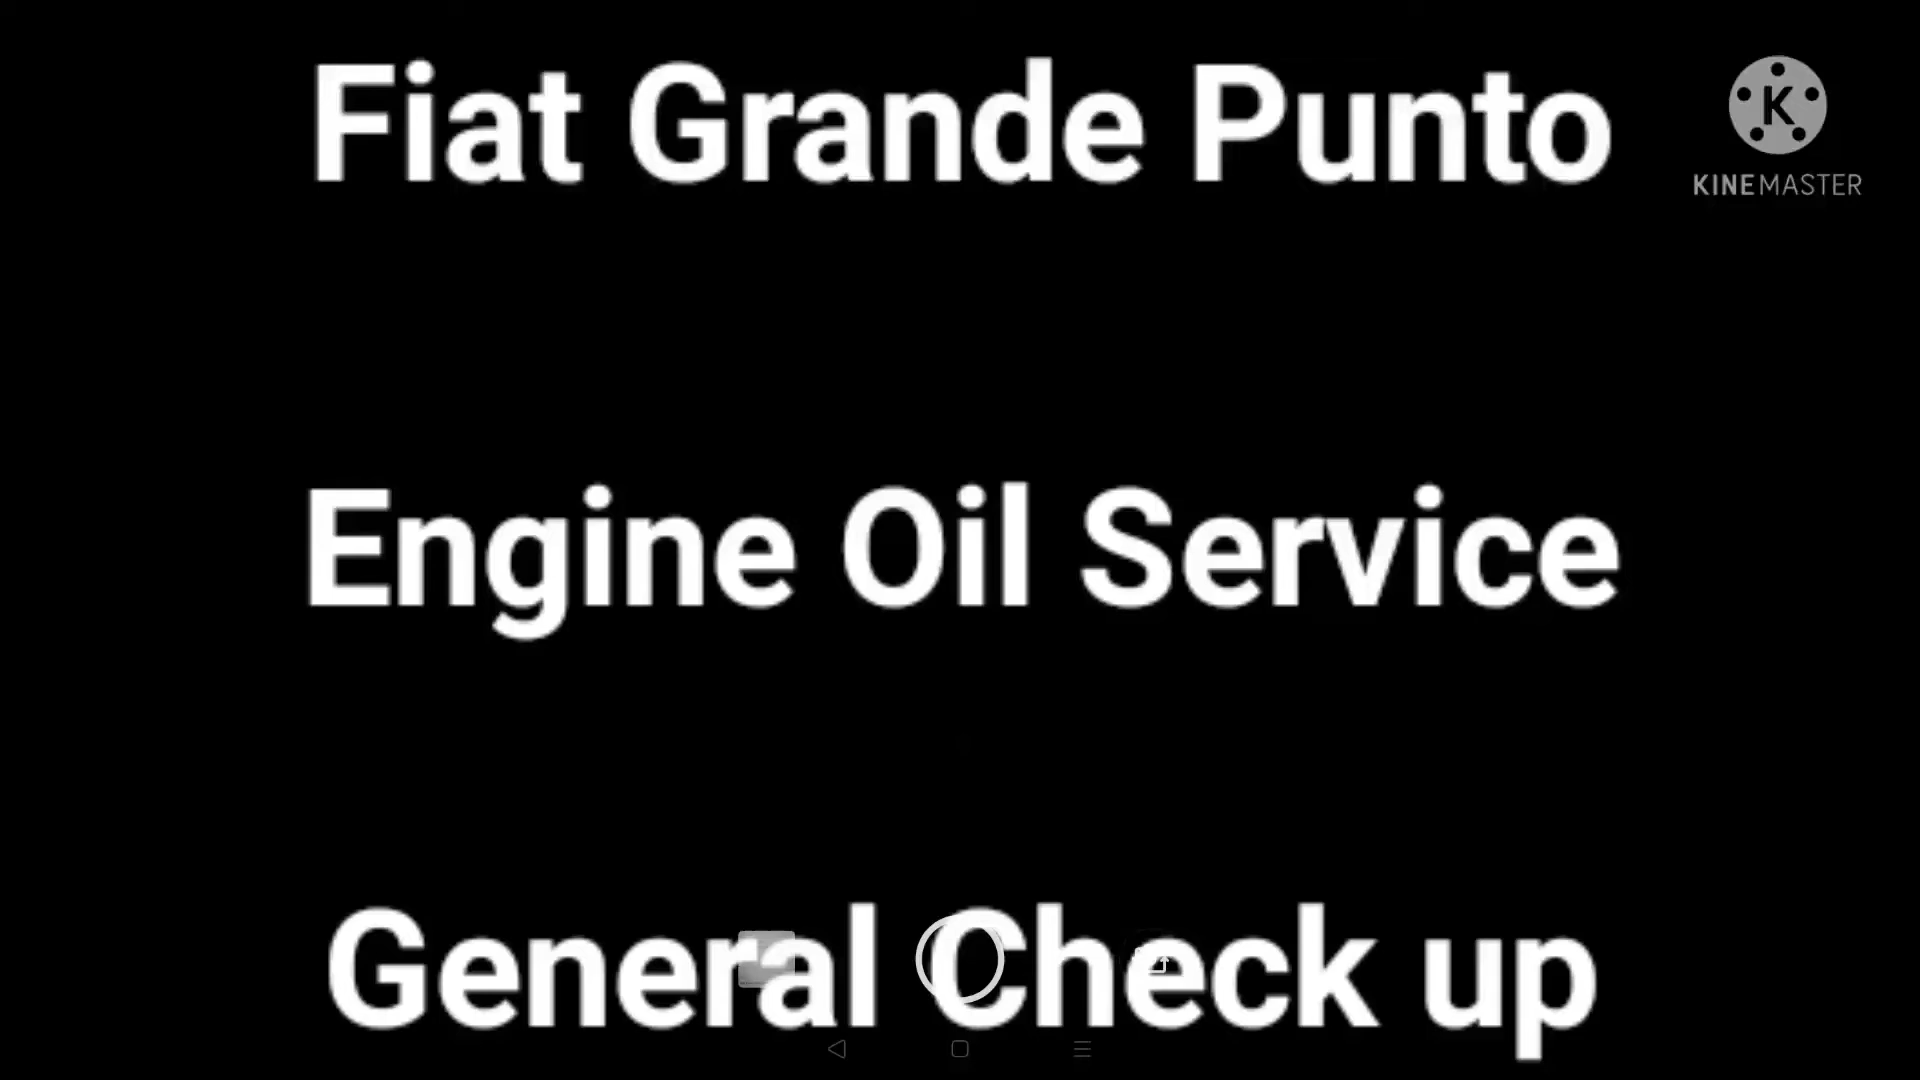 Fiat Grande Punto
KINEMASTER
Engine Oil Service
General Check up